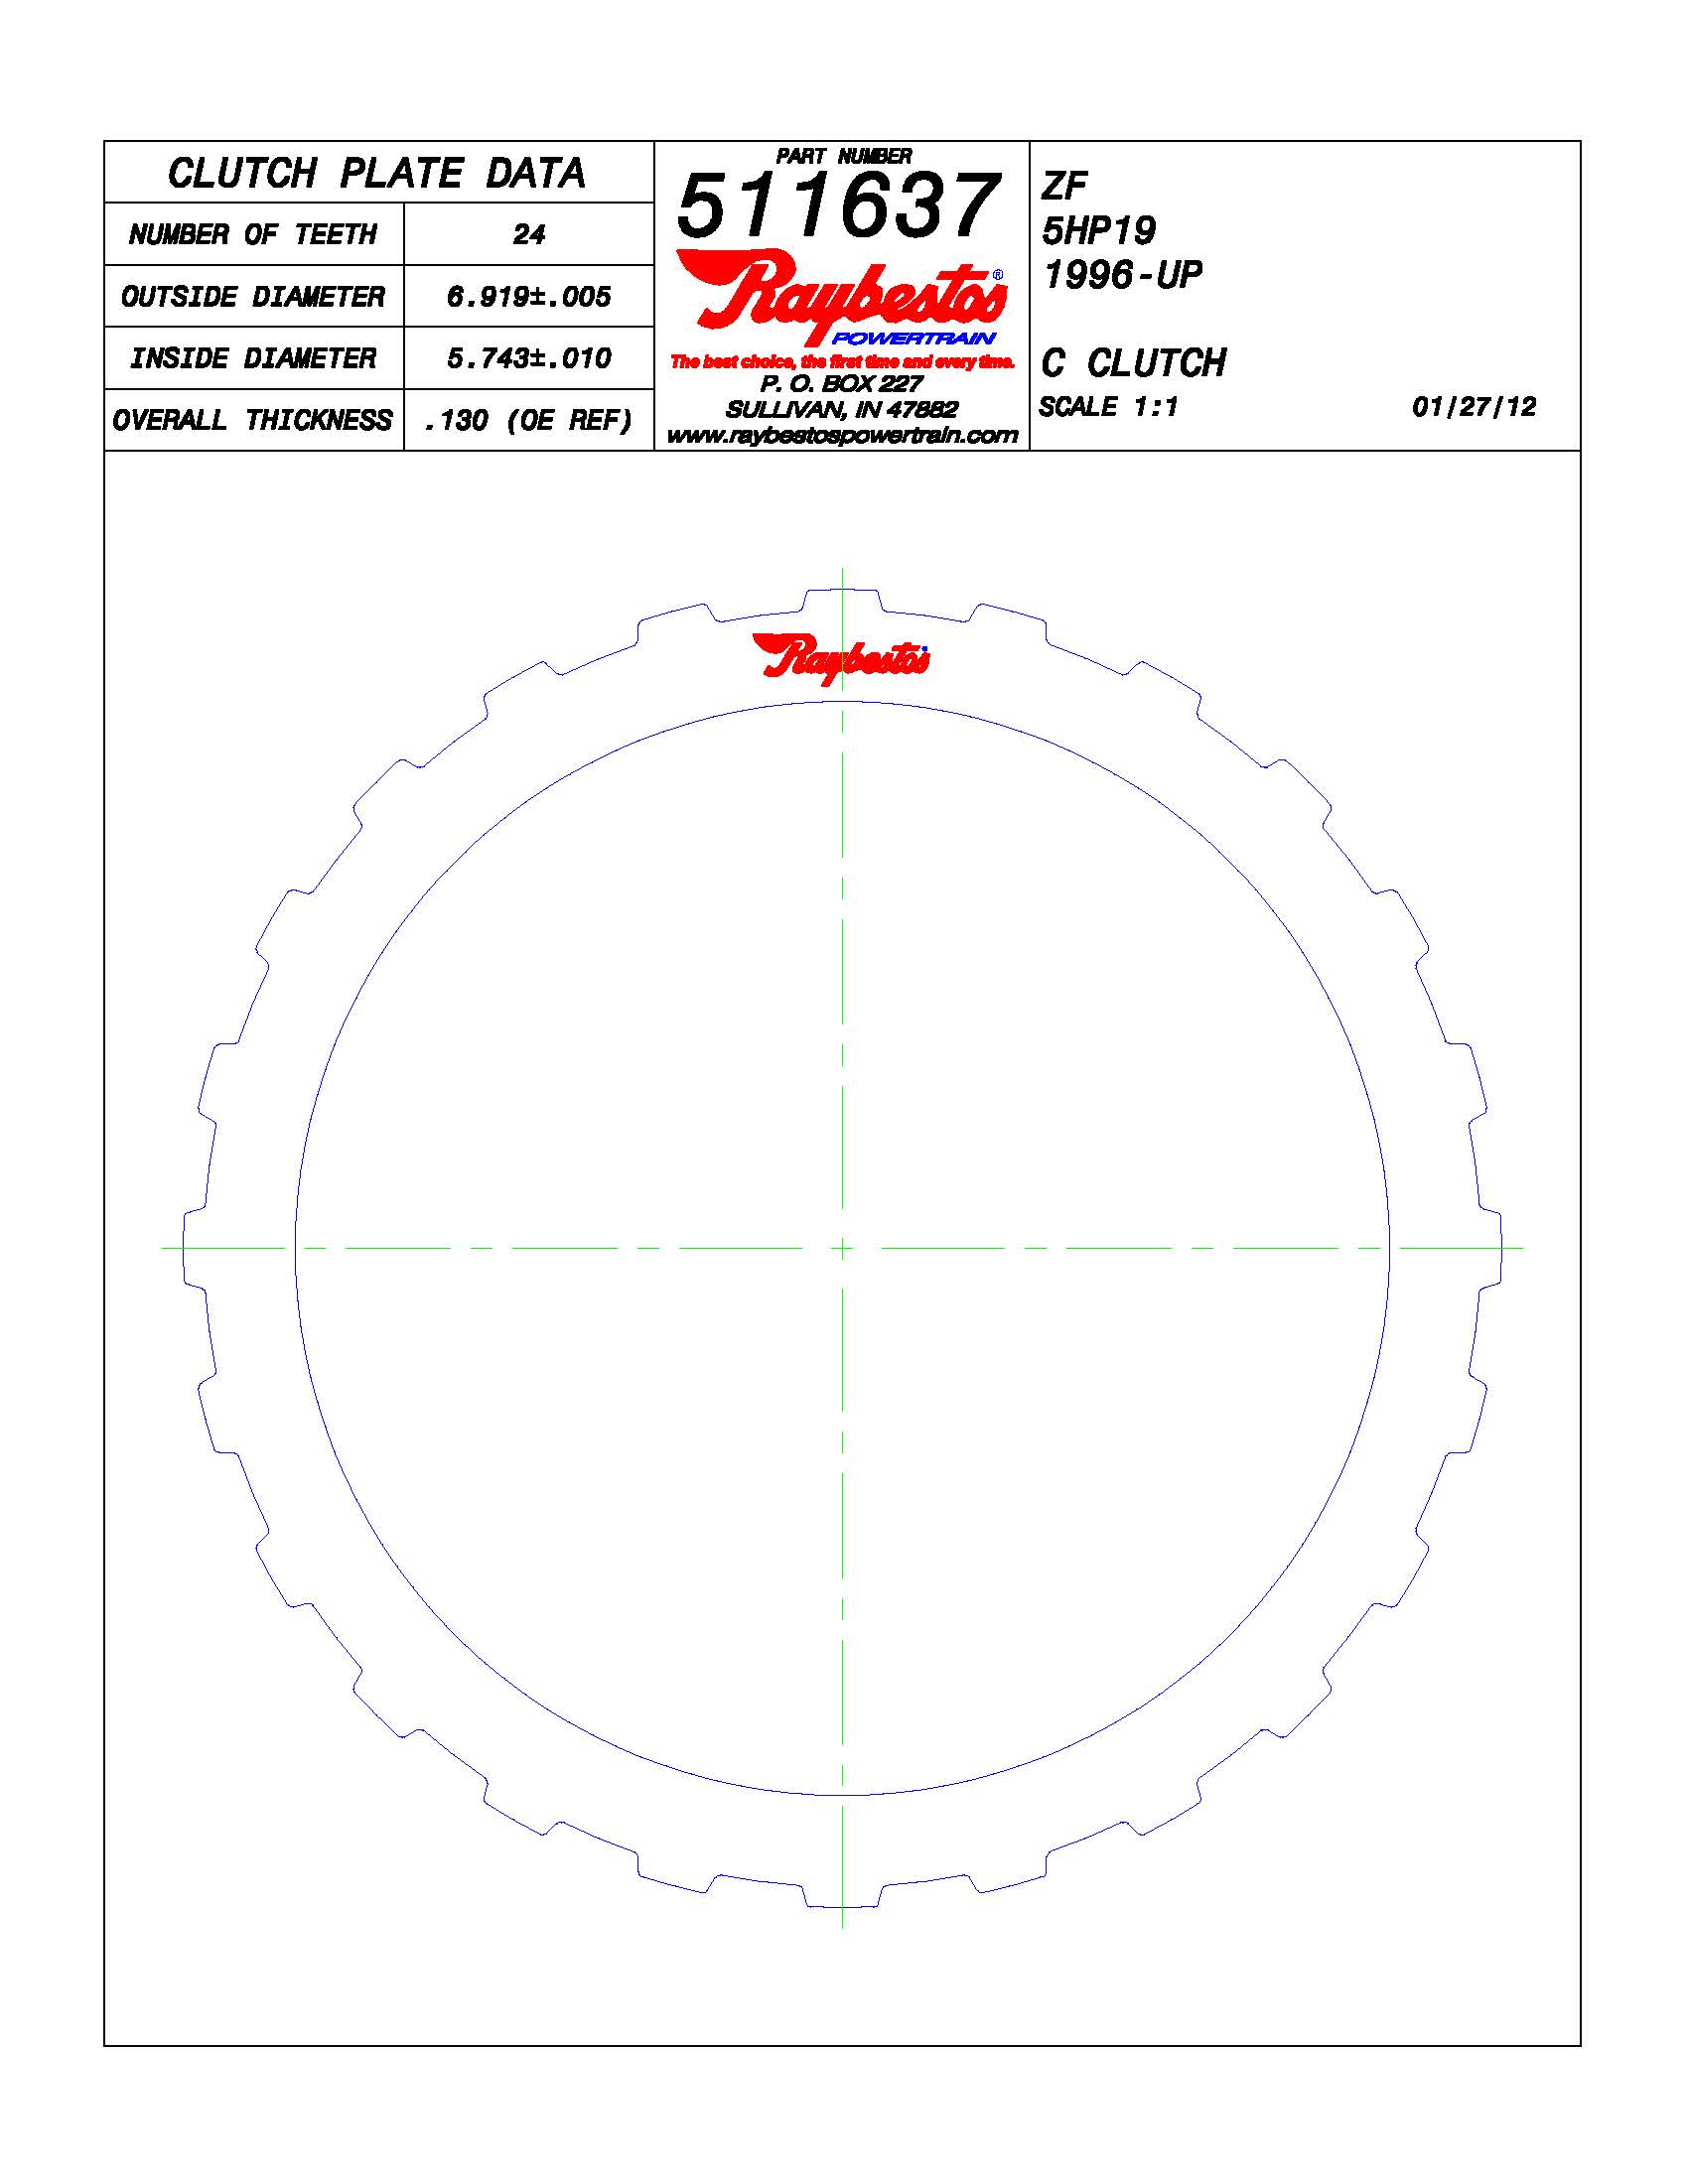 CLUTCH PLATE DATA
NUMBER OF TEETH 24
OUTSIDE DIAMETER 6.919±.005
INSIDE DIAMETER 5.743±.010
OVERALL THICKNESS .130 (OE REF)
PART NUMBER
511637
Raybestos®
POWERTRAIN
The best choice, the first time and every time.
P. O. BOX 227
SULLIVAN, IN 47882
www.raybestospowertrain.com
ZF
5HP19
1996-UP
C CLUTCH
SCALE 1:1 01/27/12
Raybestos